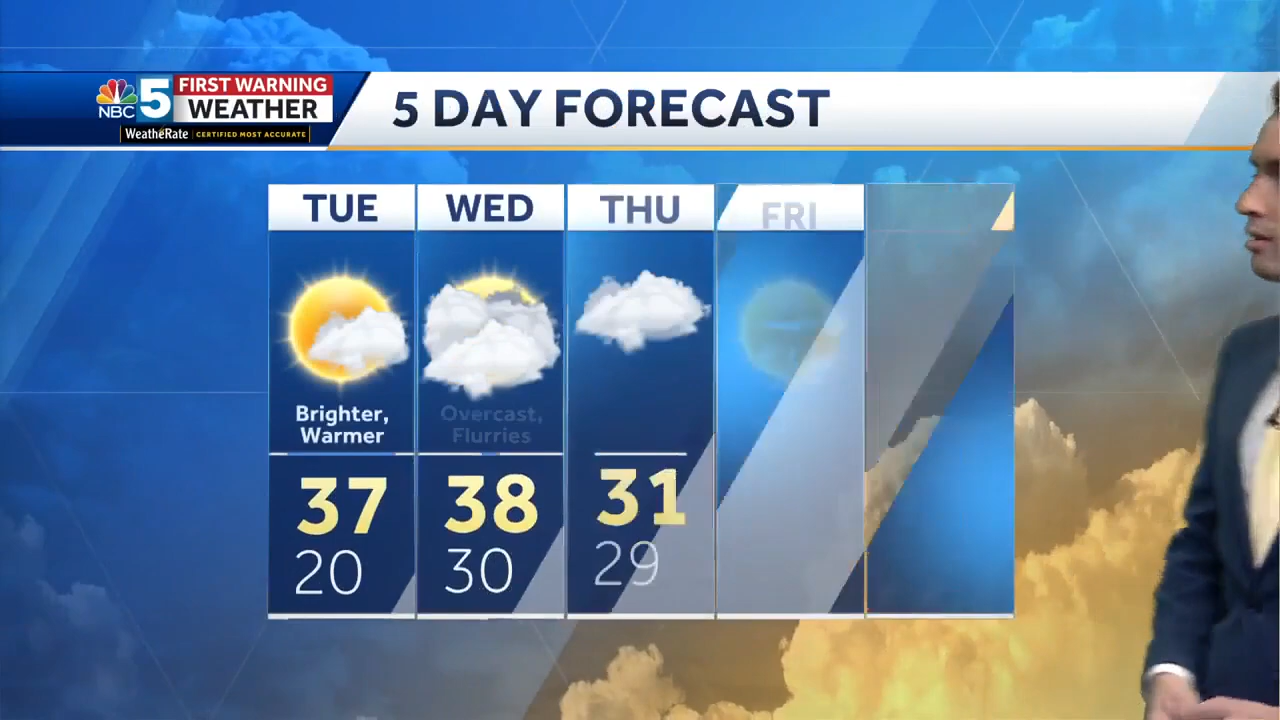 NBC 5 FIRST WARNING
WEATHER
WeatheRate CERTIFIED MOST ACCURATE
5 DAY FORECAST
TUE WED THU FRI
Brighter, Overcast,
Warmer Flurries
37 38 31
20 30 29